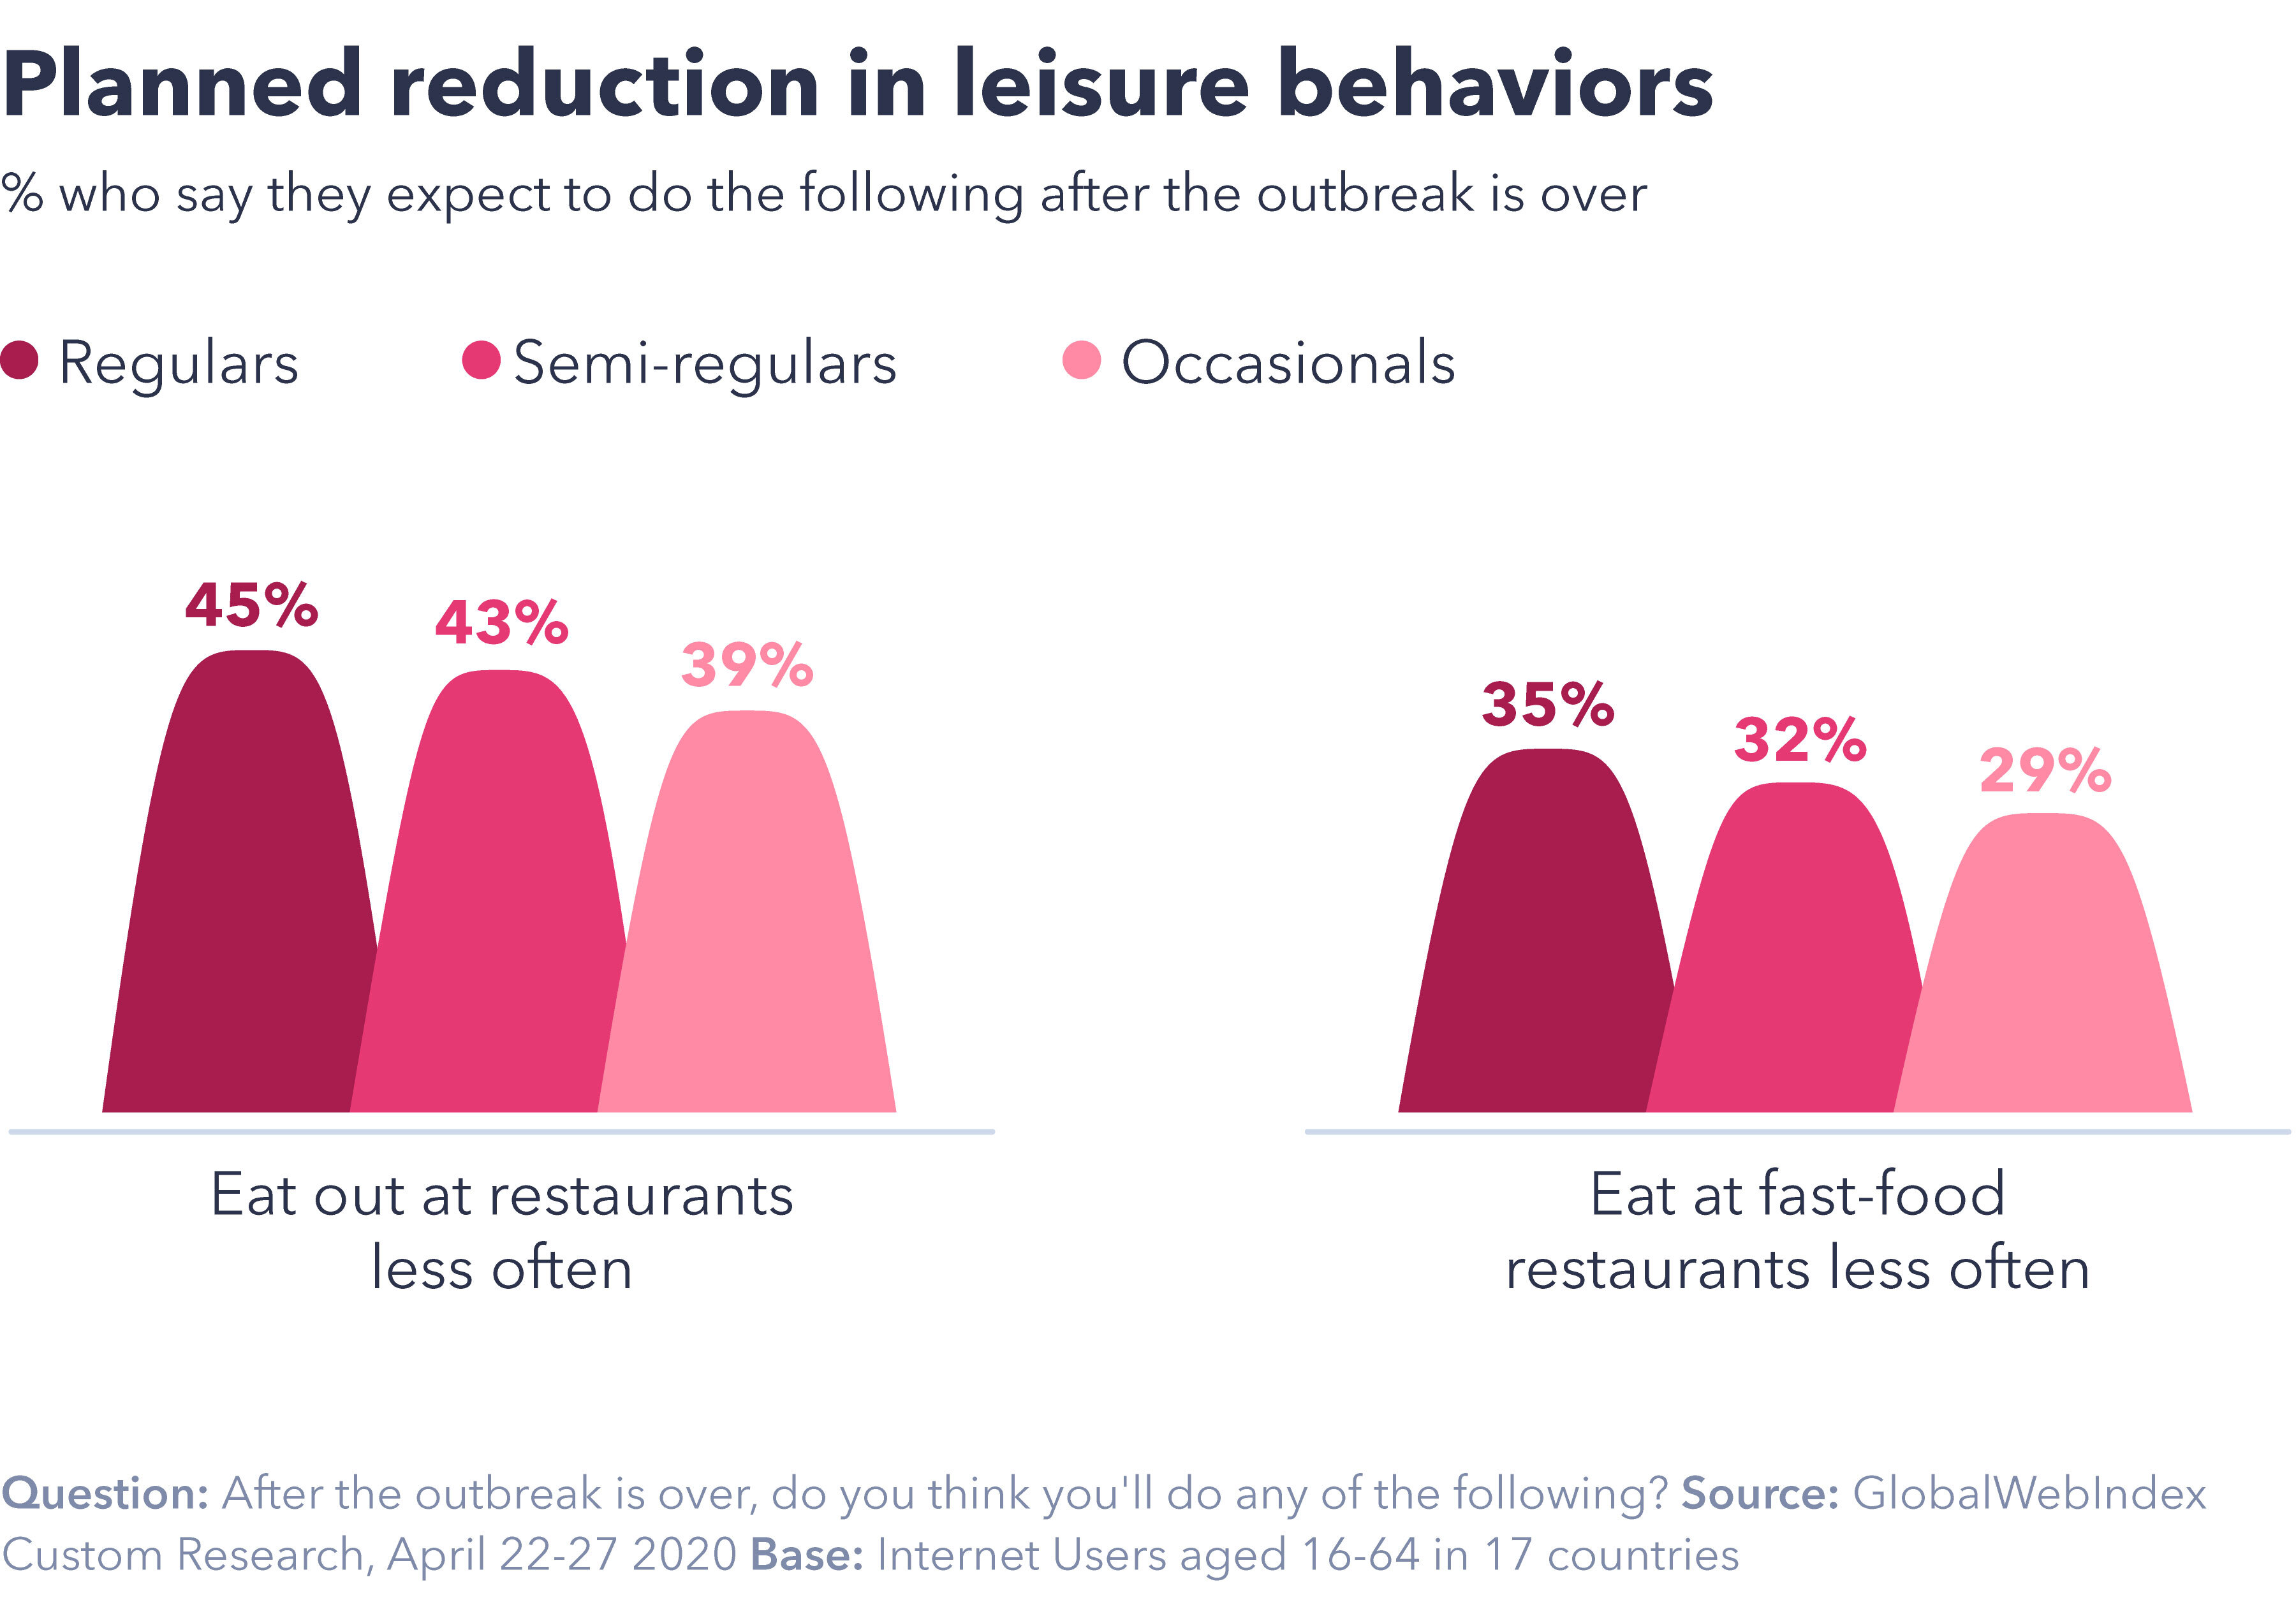 Planned reduction in leisure behaviors
% who say they expect to do the following after the outbreak is over
Regulars
Semi-regulars
Occasionals
45%
43%
39%
35%
32%
29%
Eat out at restaurants
less often
Eat at fast-food
restaurants less often
Question: After the outbreak is over, do you think you'll do any of the following? Source: GlobalWebIndex
Custom Research, April 22-27 2020 Base: Internet Users aged 16-64 in 17 countries